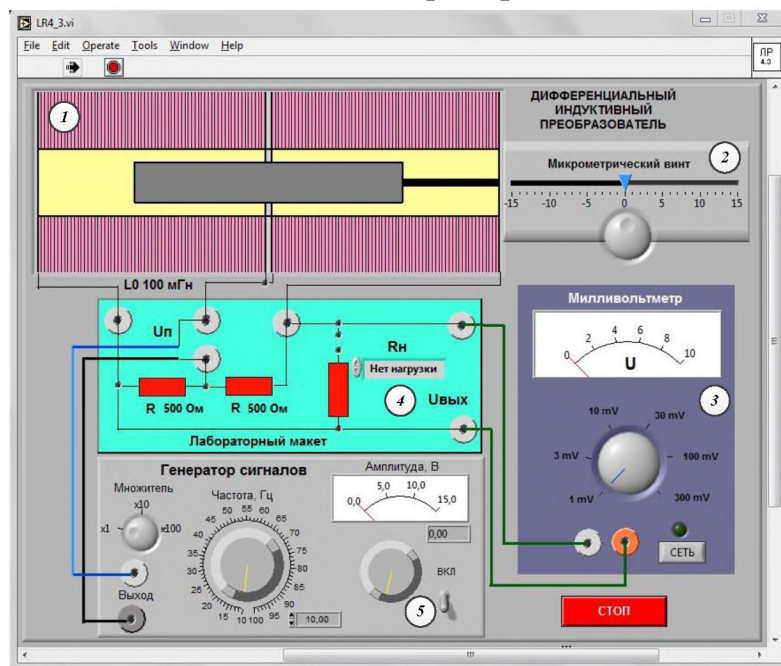 LR4_3.vi
File Edit Operate Tools Window Help
ЛР
4.3
1
ДИФФЕРЕНЦИАЛЬНЫЙ
ИНДУКТИВНЫЙ
ПРЕОБРАЗОВАТЕЛЬ
Микрометрический винт
2
-15 -10 -5 0 5 10 15
L0 100 мГн
Uп
Rн
Нет нагрузки
R 500 Ом
R 500 Ом
4
Uвых
Лабораторный макет
Милливольтметр
0 2 4 6 8 10
U
3
10 mV 30 mV
3 mV 100 mV
1 mV 300 mV
СЕТЬ
Генератор сигналов
Множитель
x10
x1 x100
Выход
Частота, Гц
10 15 20 25 30 35 40 45 50 55 60 65 70 75 80 85 90 95 100
10,00
Амплитуда, В
0,0 5,0 10,0 15,0
0,00
ВКЛ
5
СТОП